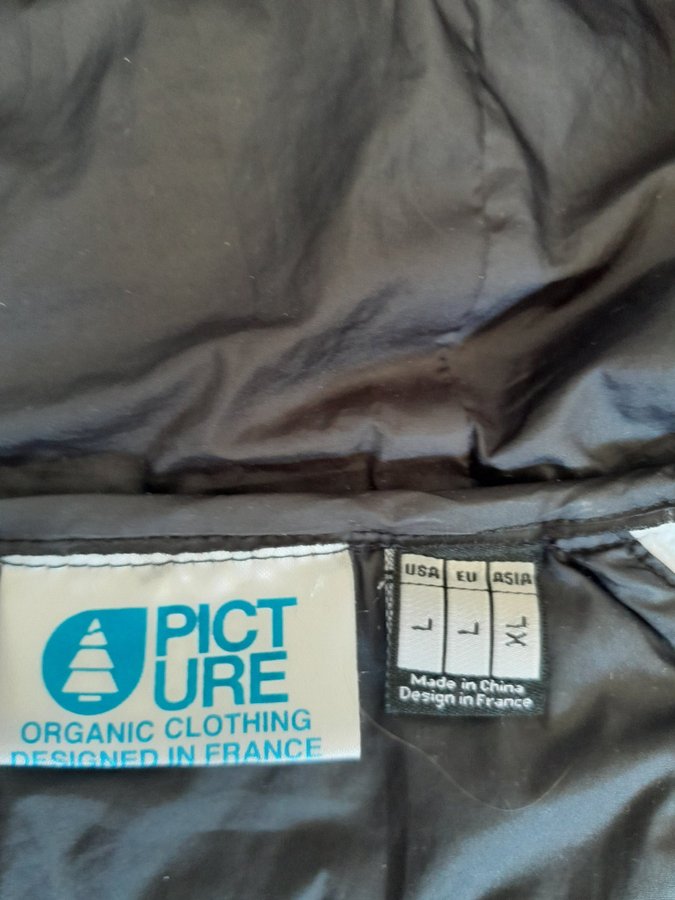 PICT
URE
ORGANIC CLOTHING
DESIGNED IN FRANCE
USA EU ASIA
L L XL
Made in China
Design in France